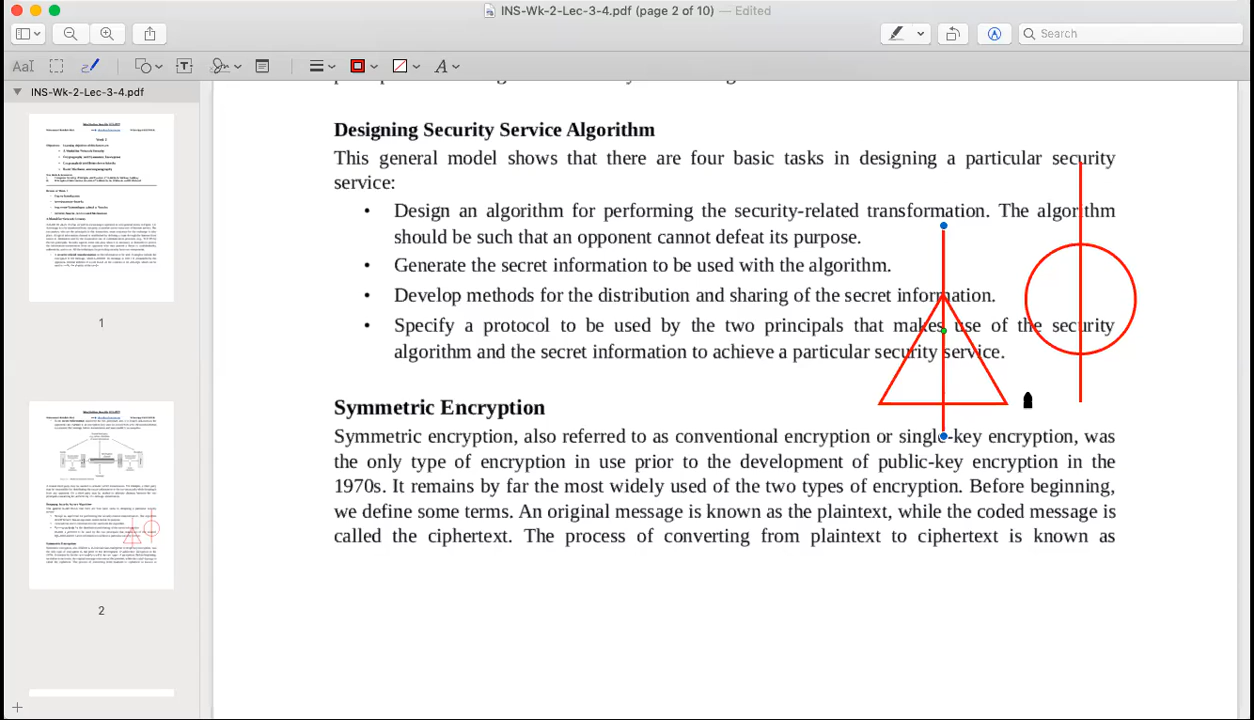 INS-Wk-2-Lec-3-4.pdf (page 2 of 10) — Edited
Search
AaI
T
A
INS-Wk-2-Lec-3-4.pdf
1
2
Designing Security Service Algorithm
This general model shows that there are four basic tasks in designing a particular security
service:
• Design an algorithm for performing the security-related transformation. The algorithm
should be such that an opponent cannot defeat its purpose.
• Generate the secret information to be used with the algorithm.
• Develop methods for the distribution and sharing of the secret information.
• Specify a protocol to be used by the two principals that makes use of the security
algorithm and the secret information to achieve a particular security service.
Symmetric Encryption
Symmetric encryption, also referred to as conventional encryption or single-key encryption, was
the only type of encryption in use prior to the development of public-key encryption in the
1970s. It remains by far the most widely used of the two types of encryption. Before beginning,
we define some terms. An original message is known as the plaintext, while the coded message is
called the ciphertext. The process of converting from plaintext to ciphertext is known as